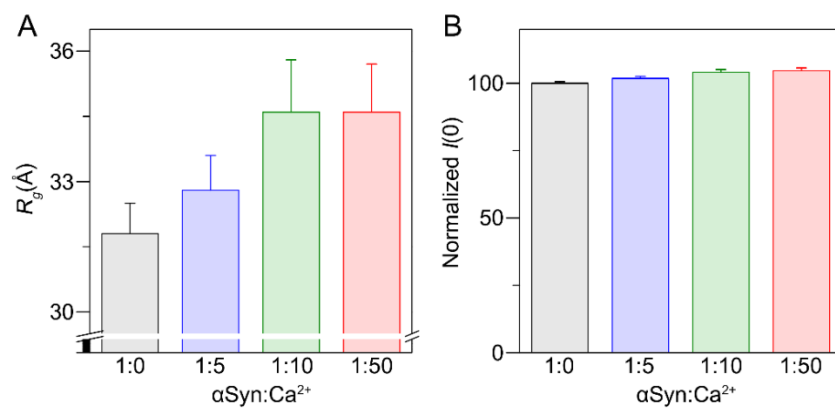 A
Rg(Å)
36
33
30
1:0 1:5 1:10 1:50
αSyn:Ca²⁺
B
Normalized I(0)
100
50
0
1:0 1:5 1:10 1:50
αSyn:Ca²⁺